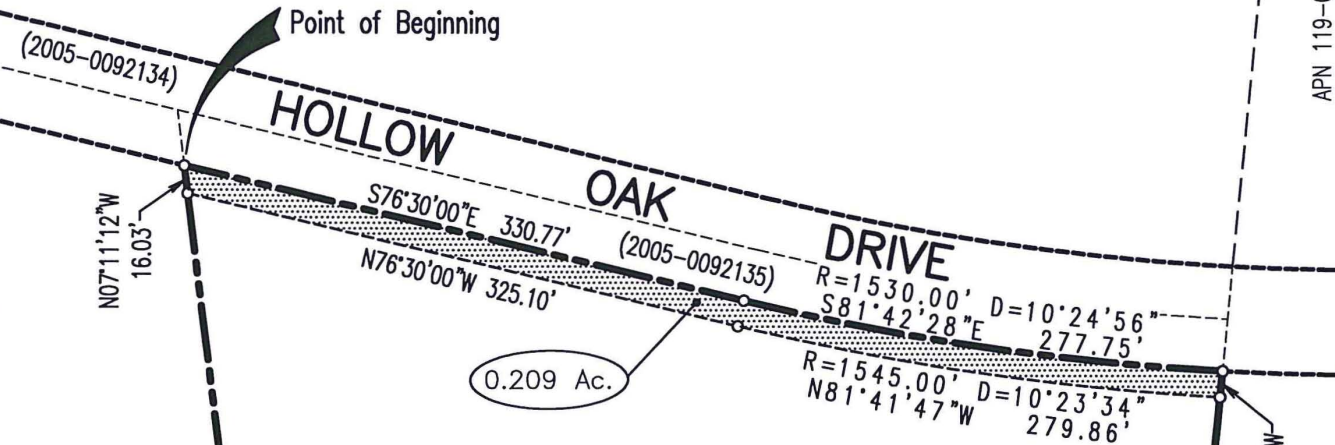 Point of Beginning
(2005-0092134)
HOLLOW OAK DRIVE
N07°11'12"W
16.03'
S76°30'00"E 330.77'
N76°30'00"W 325.10'
(2005-0092135)
R=1530.00' D=10°24'56"
S81°42'28"E 277.75'
R=1545.00' D=10°23'34"
N81°41'47"W 279.86'
0.209 Ac.
APN 119-
W